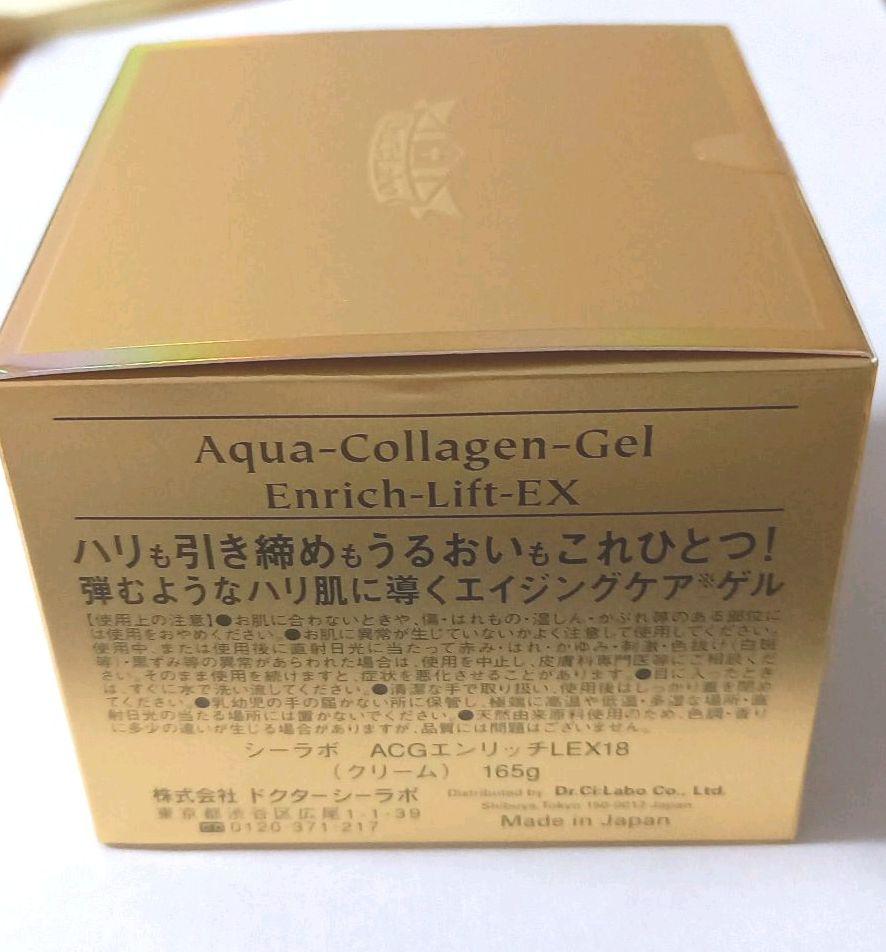 Aqua-Collagen-Gel
Enrich-Lift-EX
ハリも引き締めもうるおいもこれひとつ!
弾むようなハリ肌に導くエイジングケア※ゲル
【使用上の注意】●お肌に合わないときや、傷・はれもの・湿しん・かぶれ等のある部位に
は使用をおやめください。●お肌に異常が生じていないかよく注意して使用してください。
使用中、または使用後に直射日光に当たって赤み・はれ・かゆみ・刺激・色抜け(白斑
等)・黒ずみ等の異常があらわれた場合は、使用を中止し、皮膚科専門医等にご相談くだ
さい。そのまま使用を続けますと、症状を悪化させることがあります。●目に入ったとき
は、すぐに水で洗い流してください。●清潔な手で取り扱い、使用後はしっかり蓋を閉め
てください。●乳幼児の手の届かない所に保管し、極端に高温や低温・多湿な場所・直
射日光の当たる場所には置かないでください。●天然由来原料使用のため、色調・香り
に多少の違いが生じる場合がありますが、品質には問題はございません。
シーラボ ACGエンリッチLEX18
(クリーム) 165g
株式会社 ドクターシーラボ
東京都渋谷区広尾1-1-39
0120-371-217
Distributed by Dr.Ci:Labo Co., Ltd.
Shibuya, Tokyo 150-0012 Japan
Made in Japan